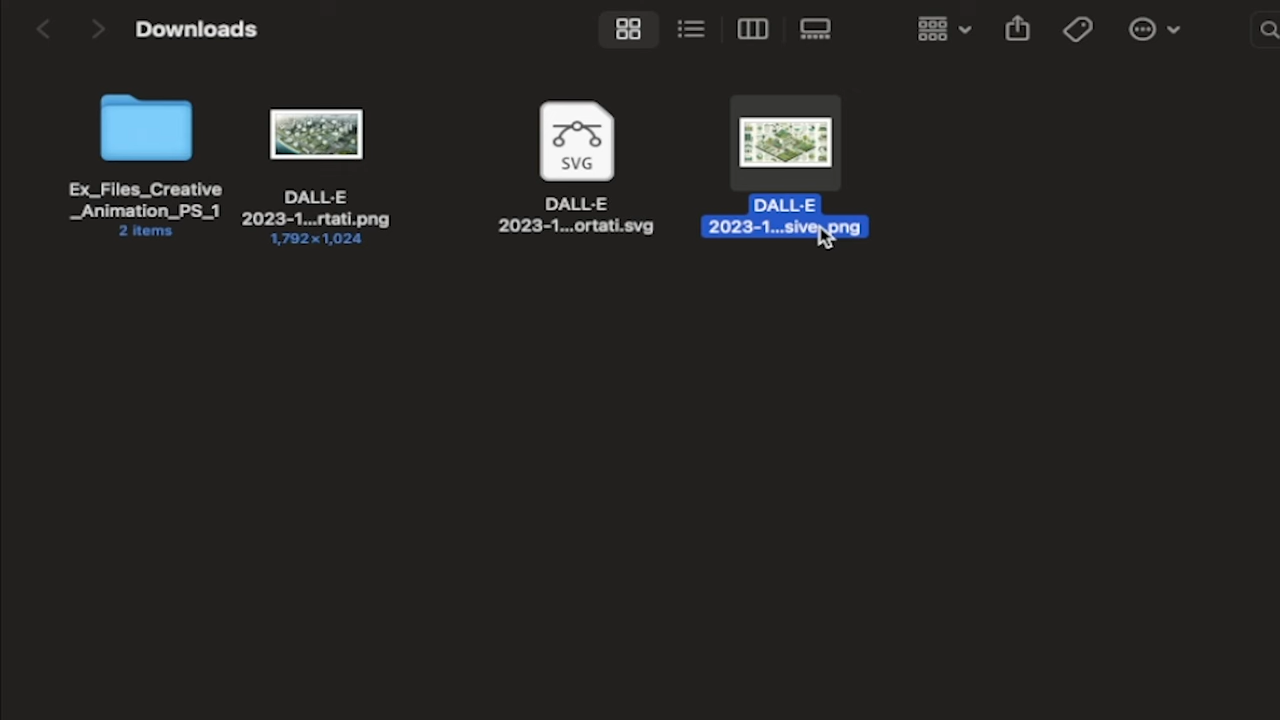 Downloads
Ex_Files_Creative
_Animation_PS_1
2 items
DALL·E
2023-1...rtati.png
1,792×1,024
SVG
DALL·E
2023-1...ortati.svg
DALL·E
2023-1...sive,.png